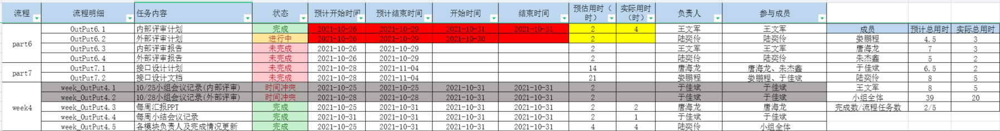 流程 流程明细 任务内容 状态 预计开始时间 预计结束时间 开始时间 结束时间 预估用时（时） 实际用时（时） 负责人 参与成员
part6 OutPut6.1 内部评审计划 完成 2021-10-26 2021-10-29 2021-10-31 2021-10-31 2 4 王文军 王文军 成员 预计总用时 实际总用时
OutPut6.2 外部评审计划 进行中 2021-10-26 2021-10-29 2021-10-30 2 陆奕伶 陆奕伶 娄鹏程 4.5 3
OutPut6.3 内部评审报告 未完成 2021-10-26 2021-10-29 2 王文军 王文军 唐海龙 7 3
OutPut6.4 外部评审报告 未完成 2021-10-26 2021-10-29 2 陆奕伶 陆奕伶 朱杰鑫 5 2
part7 OutPut7.1 接口设计计划 未完成 2021-10-28 2021-11-04 14 唐海龙 唐海龙、朱杰鑫 于佳斌 6.5 2
OutPut7.2 接口设计文档 未完成 2021-10-28 2021-11-04 21 娄鹏程 娄鹏程、于佳斌 陆奕伶 8 5
week4 week_OutPut4.1 10/25小组会议记录(内部评审) 时间冲突 2021-10-25 2021-10-25 2021-10-31 2021-10-31 2 于佳斌 于佳斌 王文军 8 5
week_OutPut4.2 10/28小组会议记录(外部评审) 时间冲突 2021-10-28 2021-10-28 2021-10-31 2021-10-31 2 于佳斌 于佳斌 小组全体 39 20
week_OutPut4.3 每周汇报PPT 完成 2021-10-25 2021-10-31 2021-10-31 2021-10-31 2 2 唐海龙 唐海龙 完成数/流程任务数 2/5
week_OutPut4.4 每周小结会议记录 完成 2021-10-31 2021-10-31 2021-10-31 2021-10-31 2 1 于佳斌 于佳斌
week_OutPut4.5 各模块负责人及完成情况更新 完成 2021-10-25 2021-10-31 2021-10-31 2021-10-31 4 4 陆奕伶 小组全体